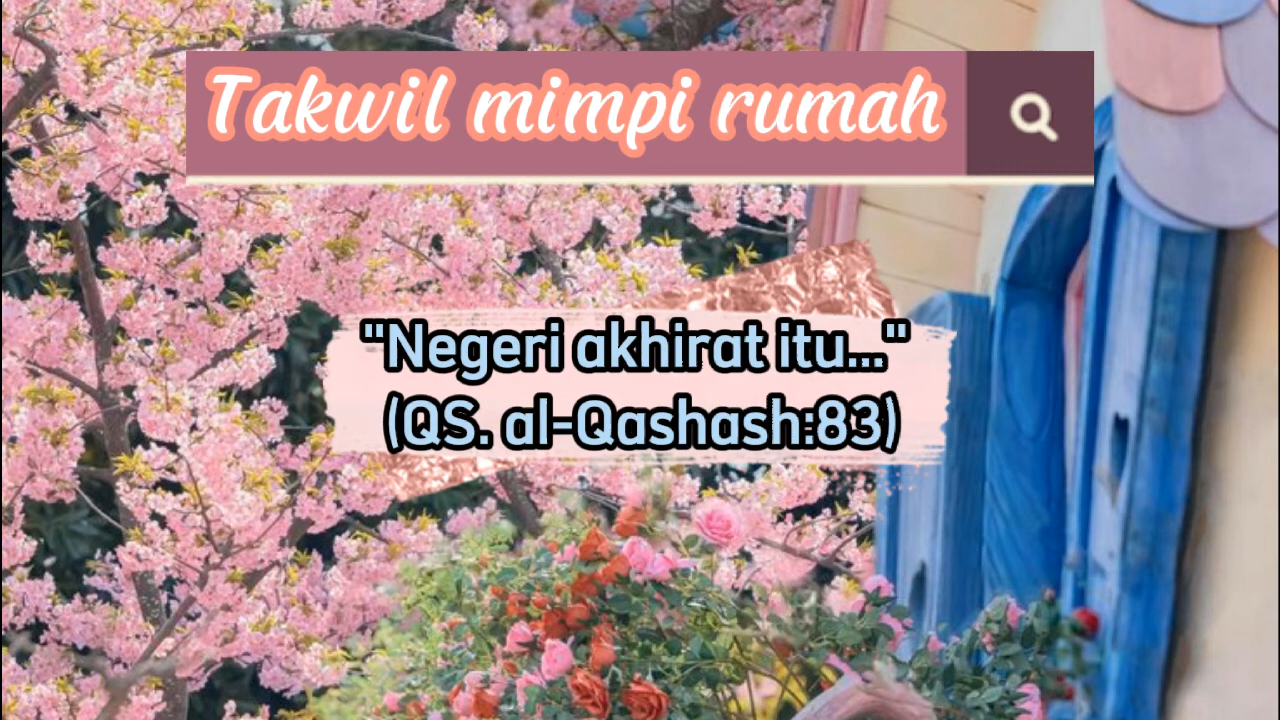 Takwil mimpi rumah
"Negeri akhirat itu..."
(QS. al-Qashash:83)